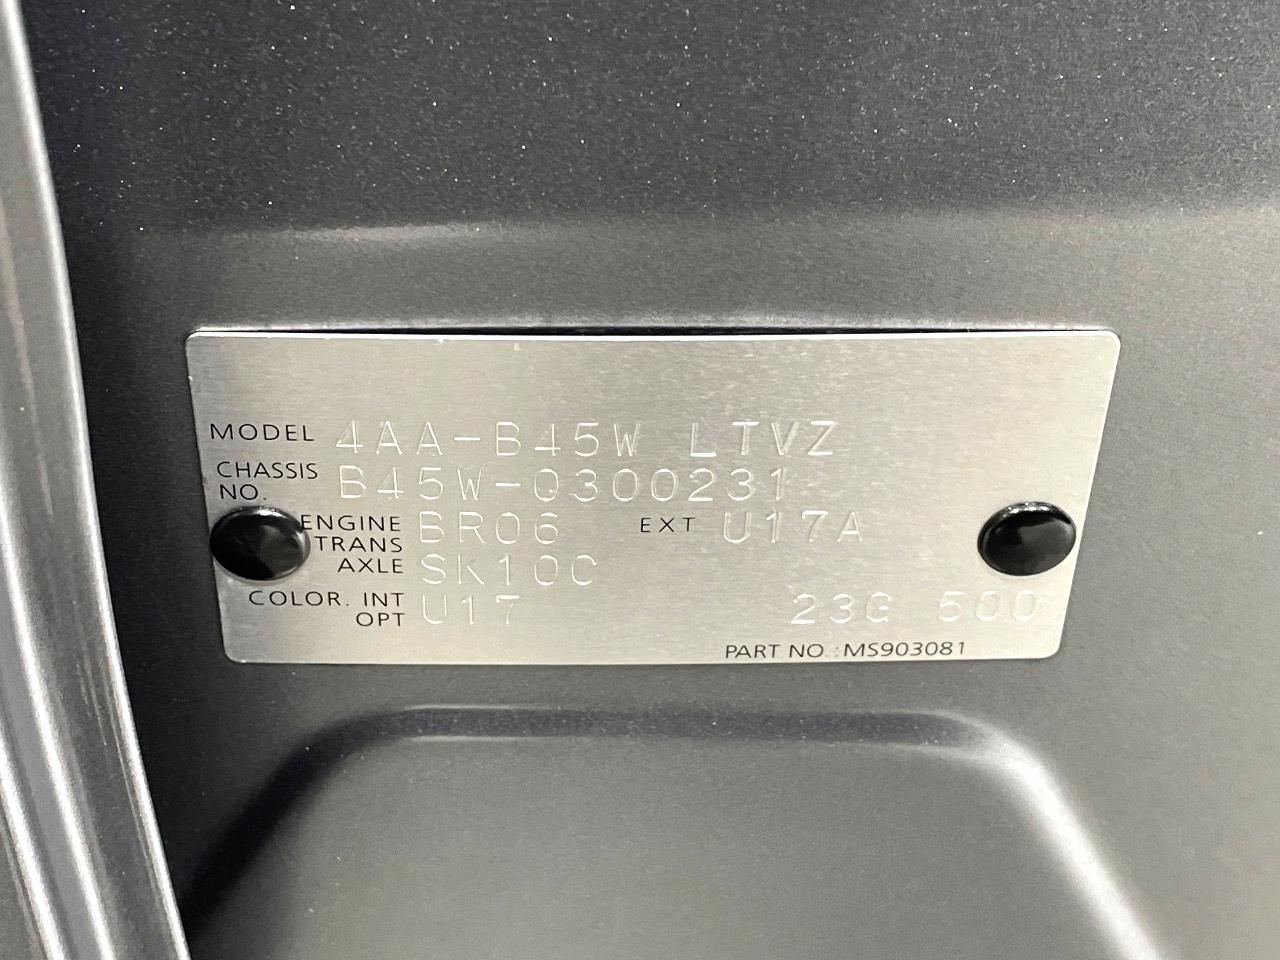 MODEL 4AA-B45W LTVZ
CHASSIS NO. B45W-0300231
ENGINE BR06 EXT U17A
TRANS AXLE SK10C
COLOR. INT U17 23G 500
OPT
PART NO.:MS903081